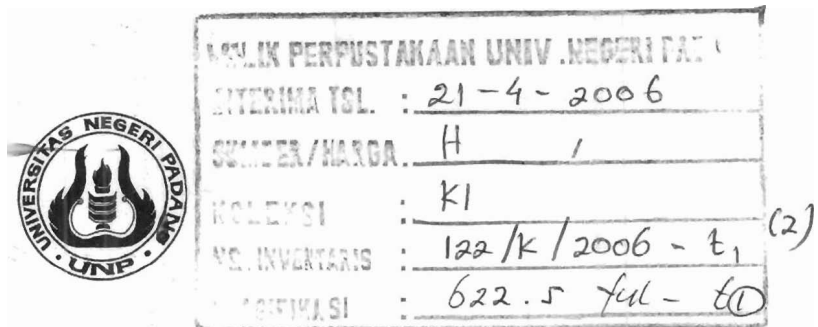 UNIVERSITAS NEGERI PADANG
UNP
MILIK PERPUSTAKAAN UNIV.NEGERI
DITERIMA TGL. : 21-4-2006
SUMBER/HARGA. H /
KOLEKSI : KI
NO. INVENTARIS : 122/K/2006 - t1 (2)
KLASIFIKASI : 622.5 ful - t①